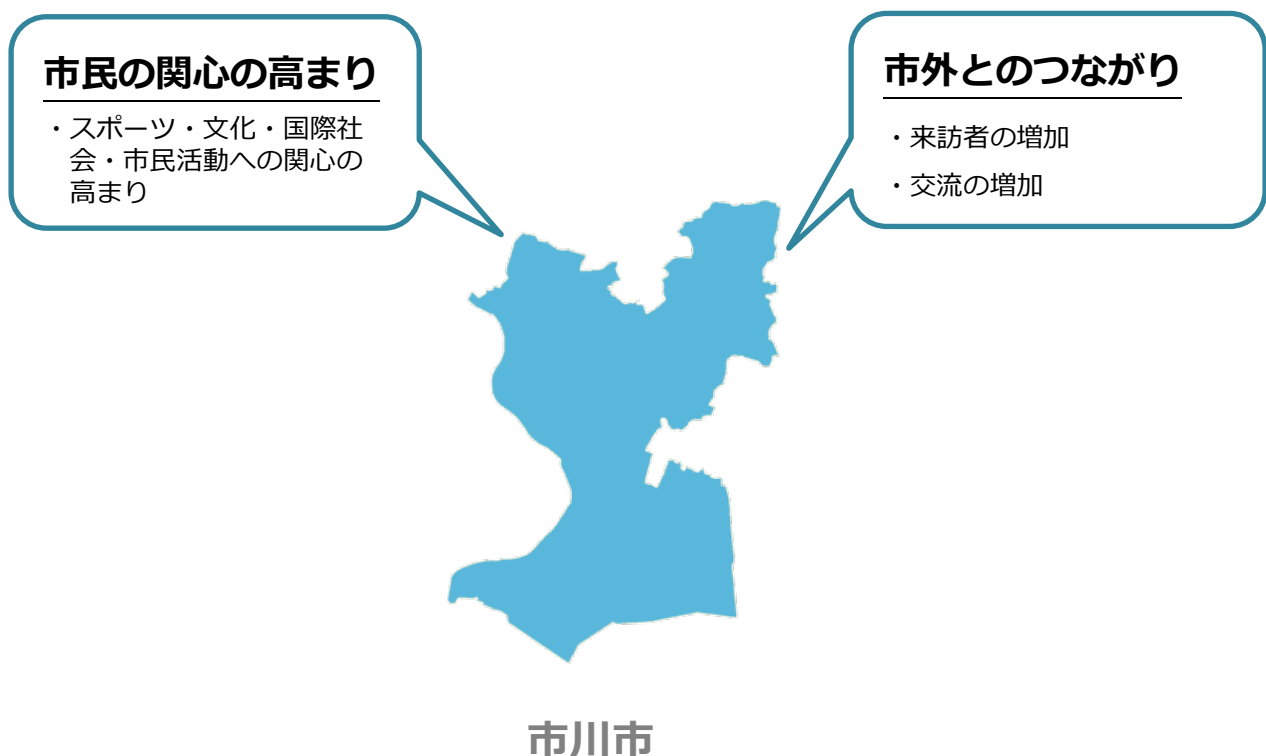 市民の関心の高まり
・スポーツ・文化・国際社
会・市民活動への関心の
高まり
市外とのつながり
・来訪者の増加
・交流の増加
市川市